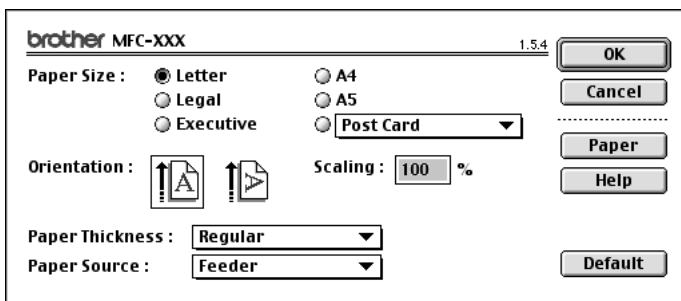 brother MFC-XXX 1.5.4
OK
Paper Size : Letter A4
Legal A5
Cancel
Executive Post Card
Paper
Orientation : A A Scaling : 100 %
Help
Paper Thickness : Regular
Paper Source : Feeder
Default